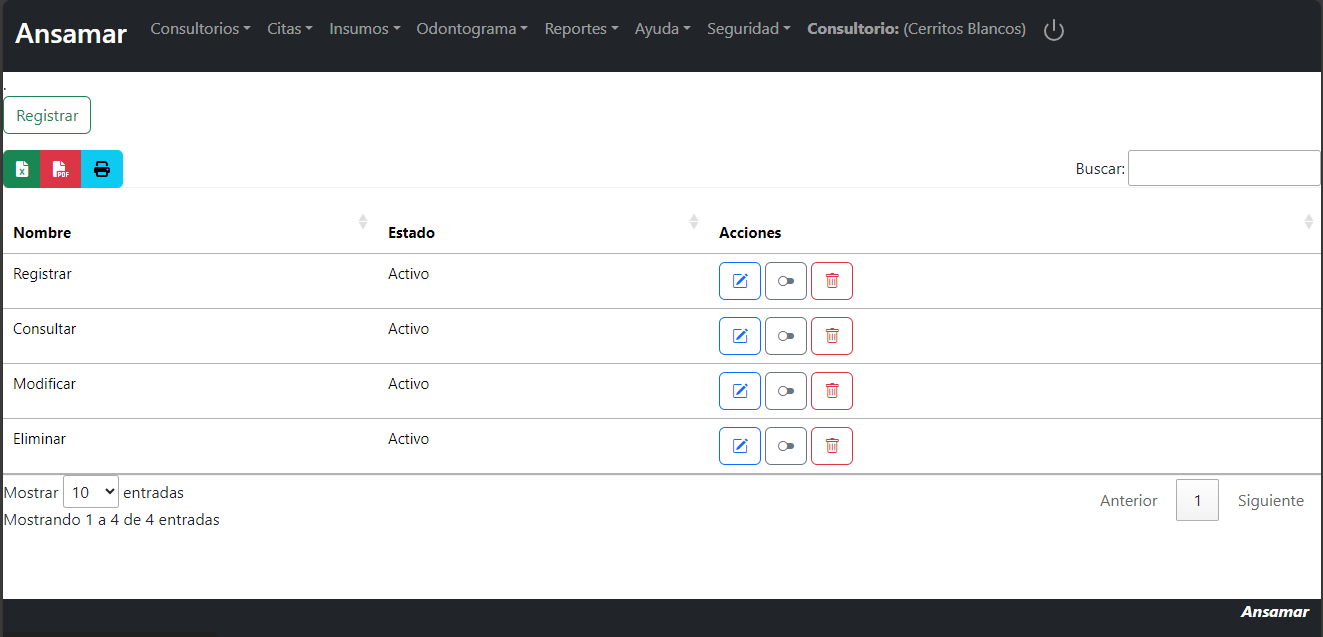 Ansamar Consultorios Citas Insumos Odontograma Reportes Ayuda Seguridad Consultorio: (Cerritos Blancos)
.
Registrar
PDF Buscar:
Nombre Estado Acciones
Registrar Activo
Consultar Activo
Modificar Activo
Eliminar Activo
Mostrar 10 entradas Anterior 1 Siguiente
Mostrando 1 a 4 de 4 entradas
Ansamar